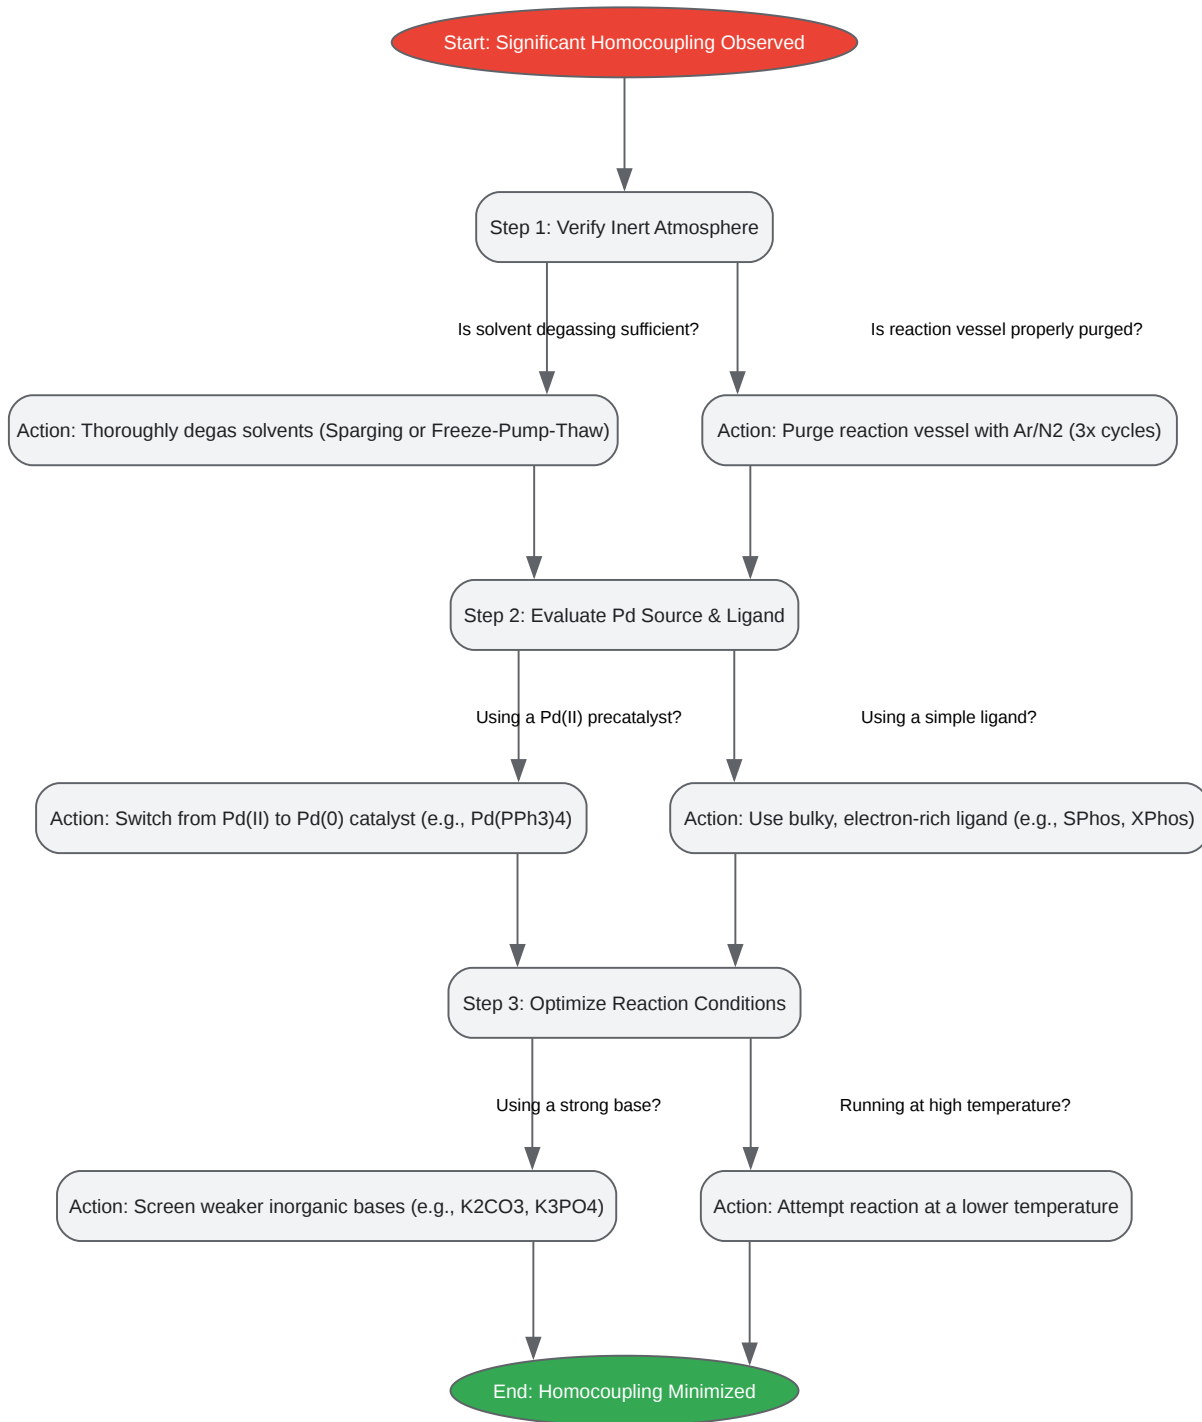 Start: Significant Homocoupling Observed
Step 1: Verify Inert Atmosphere
Is solvent degassing sufficient?
Is reaction vessel properly purged?
Action: Thoroughly degas solvents (Sparging or Freeze-Pump-Thaw)
Action: Purge reaction vessel with Ar/N2 (3x cycles)
Step 2: Evaluate Pd Source & Ligand
Using a Pd(II) precatalyst?
Using a simple ligand?
Action: Switch from Pd(II) to Pd(0) catalyst (e.g., Pd(PPh3)4)
Action: Use bulky, electron-rich ligand (e.g., SPhos, XPhos)
Step 3: Optimize Reaction Conditions
Using a strong base?
Running at high temperature?
Action: Screen weaker inorganic bases (e.g., K2CO3, K3PO4)
Action: Attempt reaction at a lower temperature
End: Homocoupling Minimized